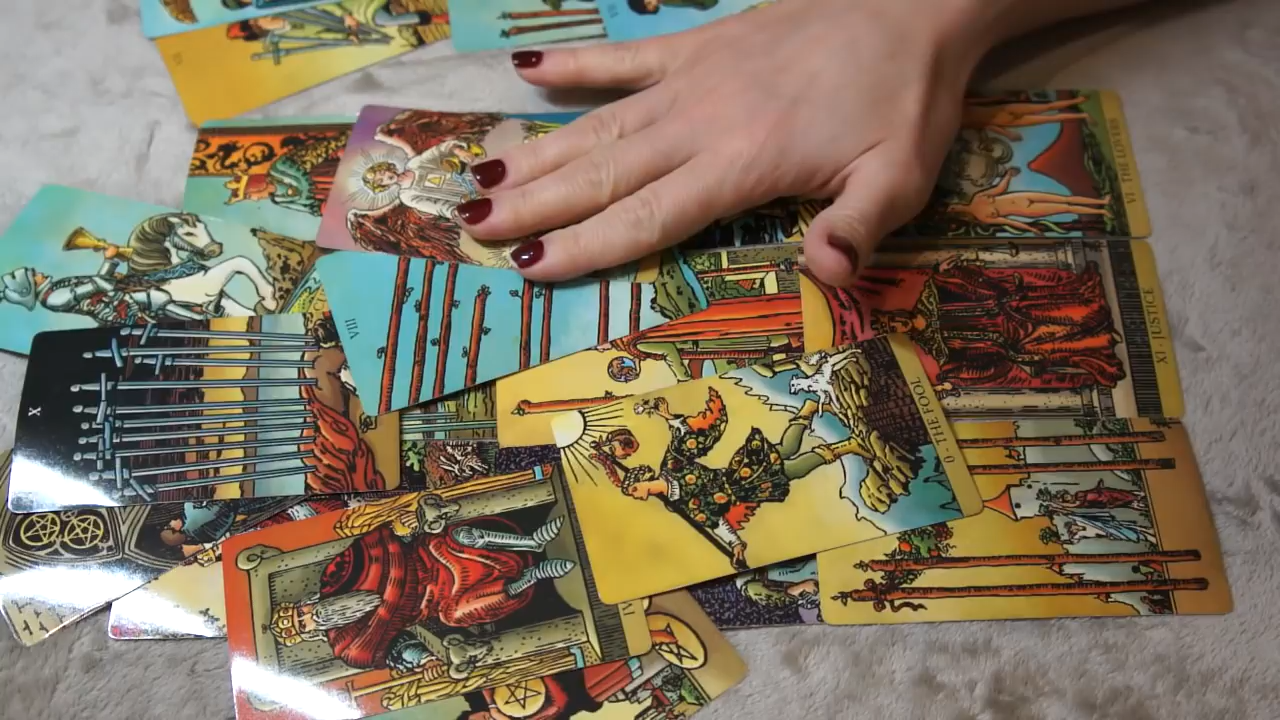 VI - THE LOVERS
XI - JUSTICE
VIII
0 - THE FOOL
X